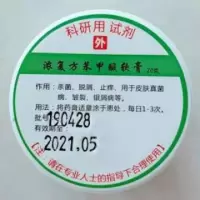 科研用试剂
外
浓复方苯甲酸软膏
作用：杀菌、脱屑、止痒、用于皮肤真菌
病、皲裂、银屑病等。
用法：将药膏适量涂于患处，每日1-3次。
批号：190428
有效期至：2021.05
【注：请在专业人士的指导下合理使用】